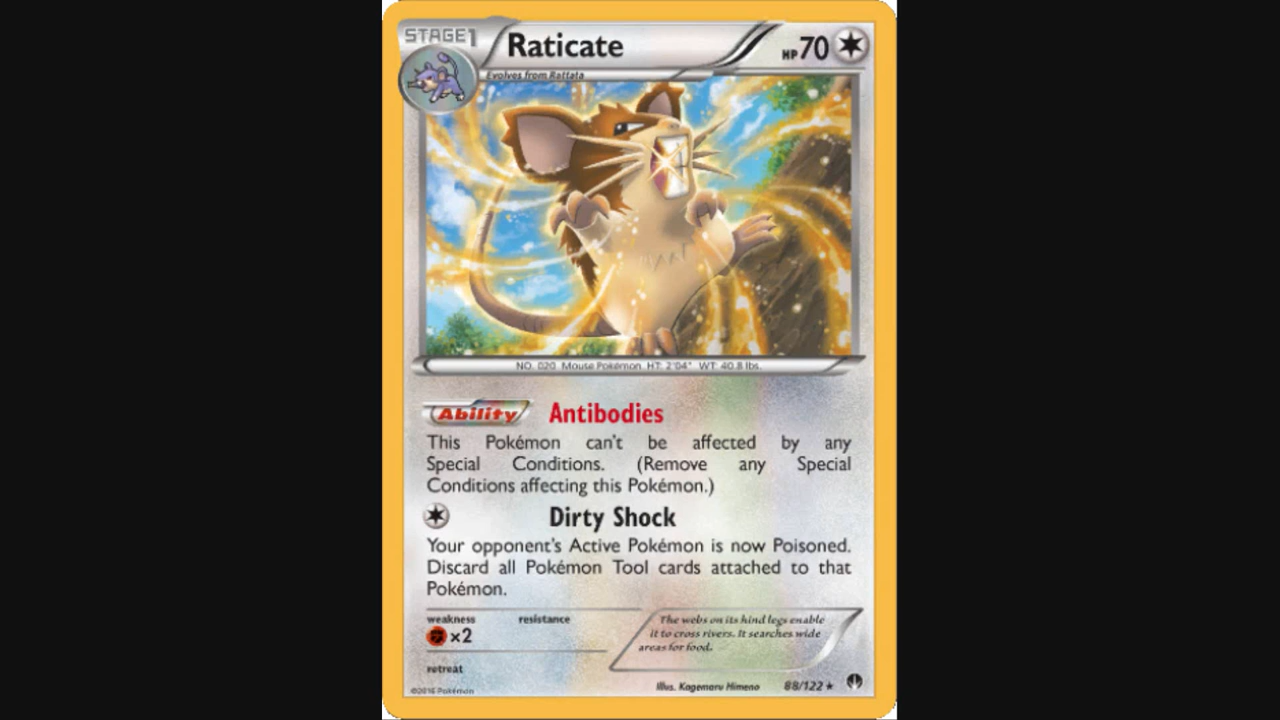 STAGE1
Raticate
HP70
Evolves from Rattata
NO. 020 Mouse Pokémon. HT: 2'04" WT: 40.8 lbs.
Ability Antibodies
This Pokémon can't be affected by any
Special Conditions. (Remove any Special
Conditions affecting this Pokémon.)
Dirty Shock
Your opponent's Active Pokémon is now Poisoned.
Discard all Pokémon Tool cards attached to that
Pokémon.
weakness resistance
×2
The webs on its hind legs enable
it to cross rivers. It searches wide
areas for food.
retreat
©2016 Pokémon
Illus. Kagemaru Himeno 88/122 ★